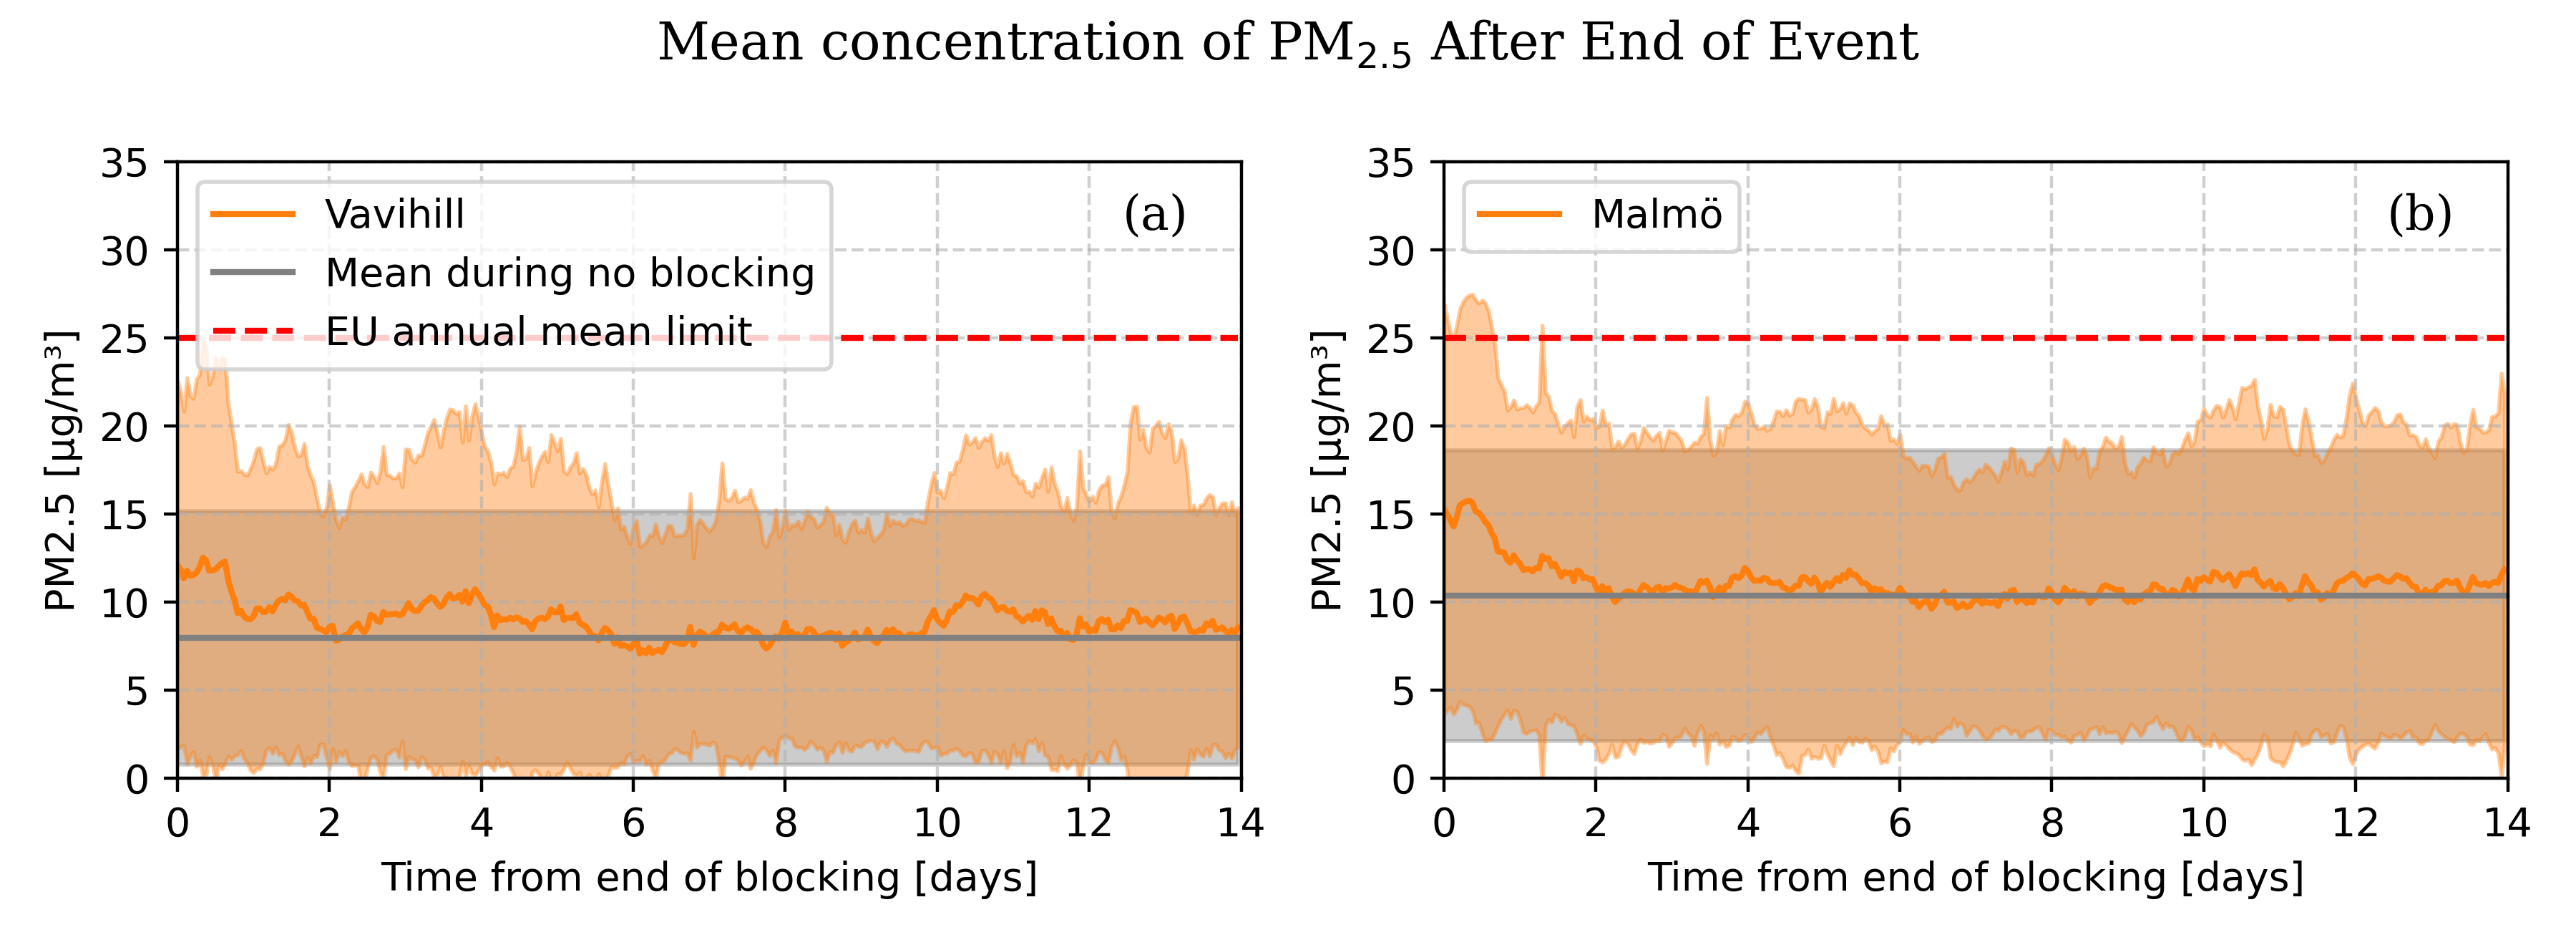 Mean concentration of PM₂.₅ After End of Event
35
30
25
20
15
10
5
0
PM2.5 [µg/m³]
Vavihill
Mean during no blocking
EU annual mean limit
(a)
0 2 4 6 8 10 12 14
Time from end of blocking [days]
35
30
25
20
15
10
5
0
PM2.5 [µg/m³]
Malmö
(b)
0 2 4 6 8 10 12 14
Time from end of blocking [days]